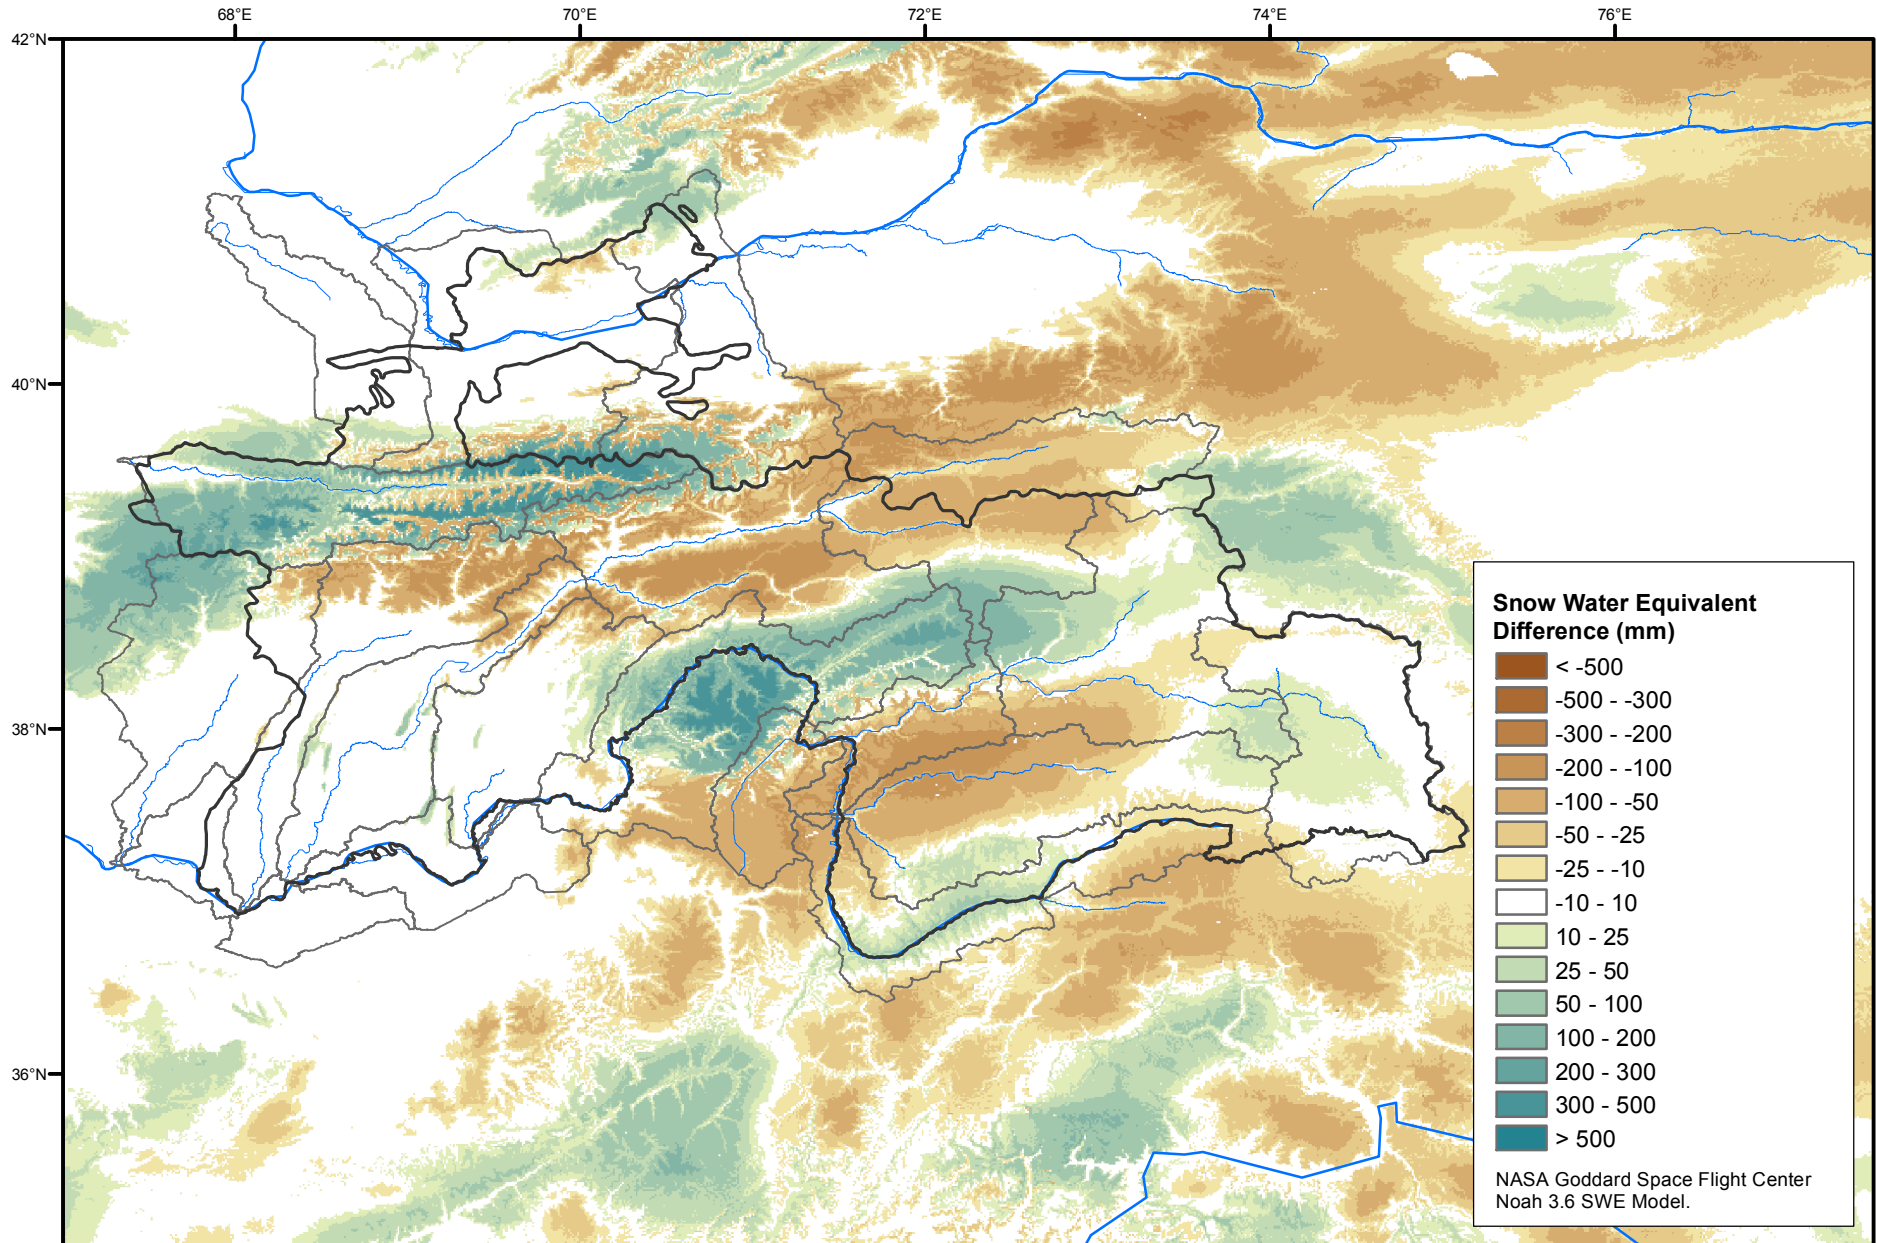 68°E 70°E 72°E 74°E 76°E
42°N
40°N
38°N
36°N
Snow Water Equivalent
Difference (mm)
< -500
-500 - -300
-300 - -200
-200 - -100
-100 - -50
-50 - -25
-25 - -10
-10 - 10
10 - 25
25 - 50
50 - 100
100 - 200
200 - 300
300 - 500
> 500
NASA Goddard Space Flight Center
Noah 3.6 SWE Model.